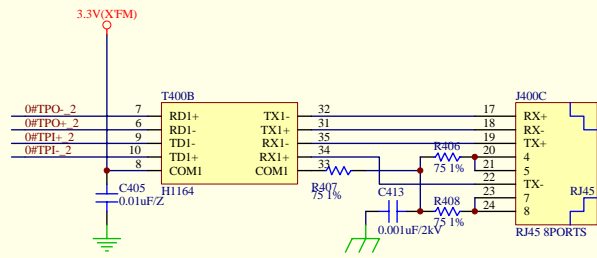 3.3V(X'FM)
T400B
J400C
0#TPO-_2 7 RD1+ TX1- 32 17 RX+
0#TPO+_2 6 RD1- TX1+ 31 18 RX-
0#TPI+_2 9 TD1- RX1- 35 19 TX+
0#TPI-_2 10 TD1+ RX1+ 34 R406 20 4
8 COM1 COM1 33 75 1% 21 5
R407 22 TX-
75 1%
C405 H1164 C413 R408 23 7 RJ45
0.01uF/Z 24 8
0.001uF/2kV 75 1% RJ45 8PORTS